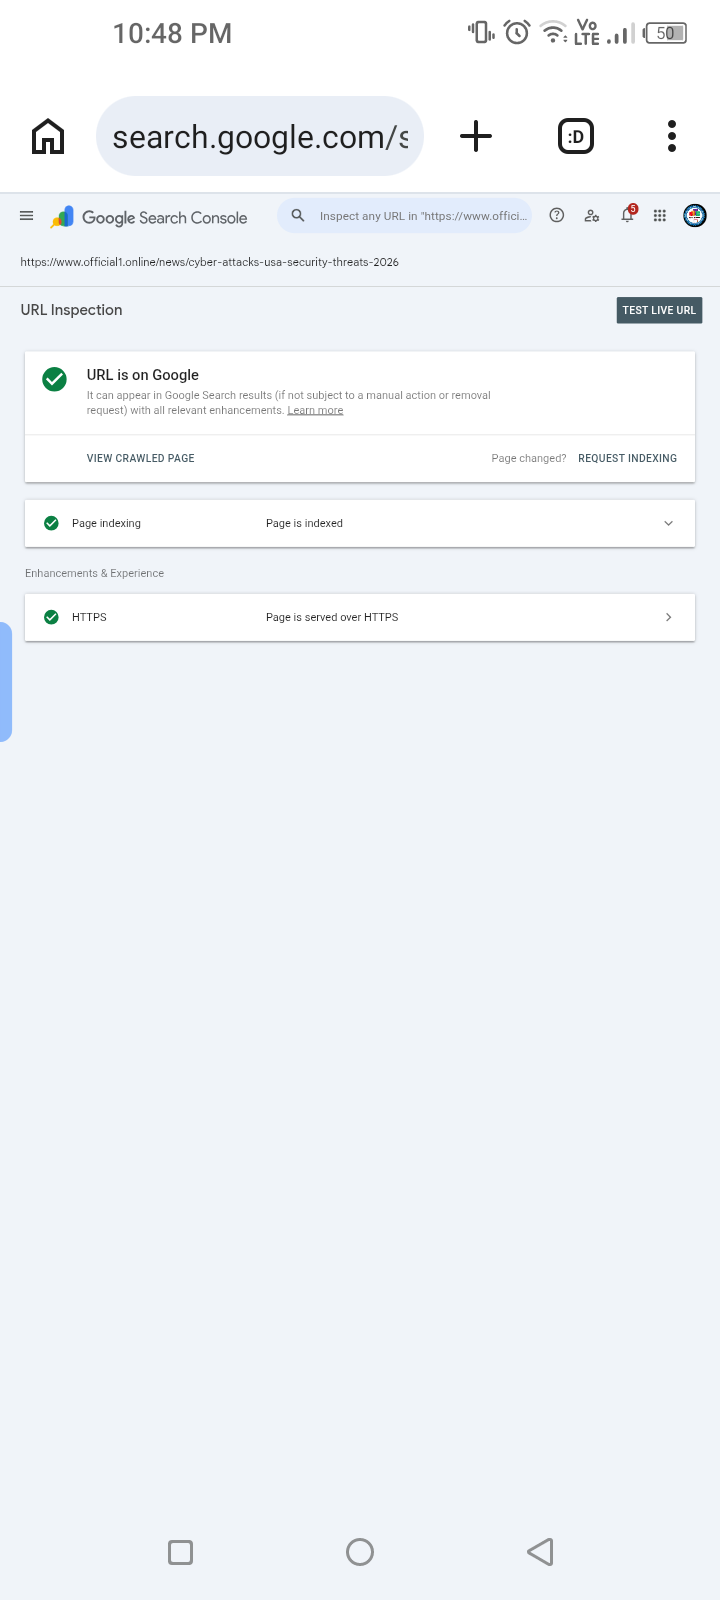 10:48 PM
Vo
LTE
50
search.google.com/s
:D
Google Search Console
Inspect any URL in "https://www.offici...
5
https://www.official1.online/news/cyber-attacks-usa-security-threats-2026
URL Inspection
TEST LIVE URL
URL is on Google
It can appear in Google Search results (if not subject to a manual action or removal
request) with all relevant enhancements. Learn more
VIEW CRAWLED PAGE
Page changed? REQUEST INDEXING
Page indexing
Page is indexed
Enhancements & Experience
HTTPS
Page is served over HTTPS